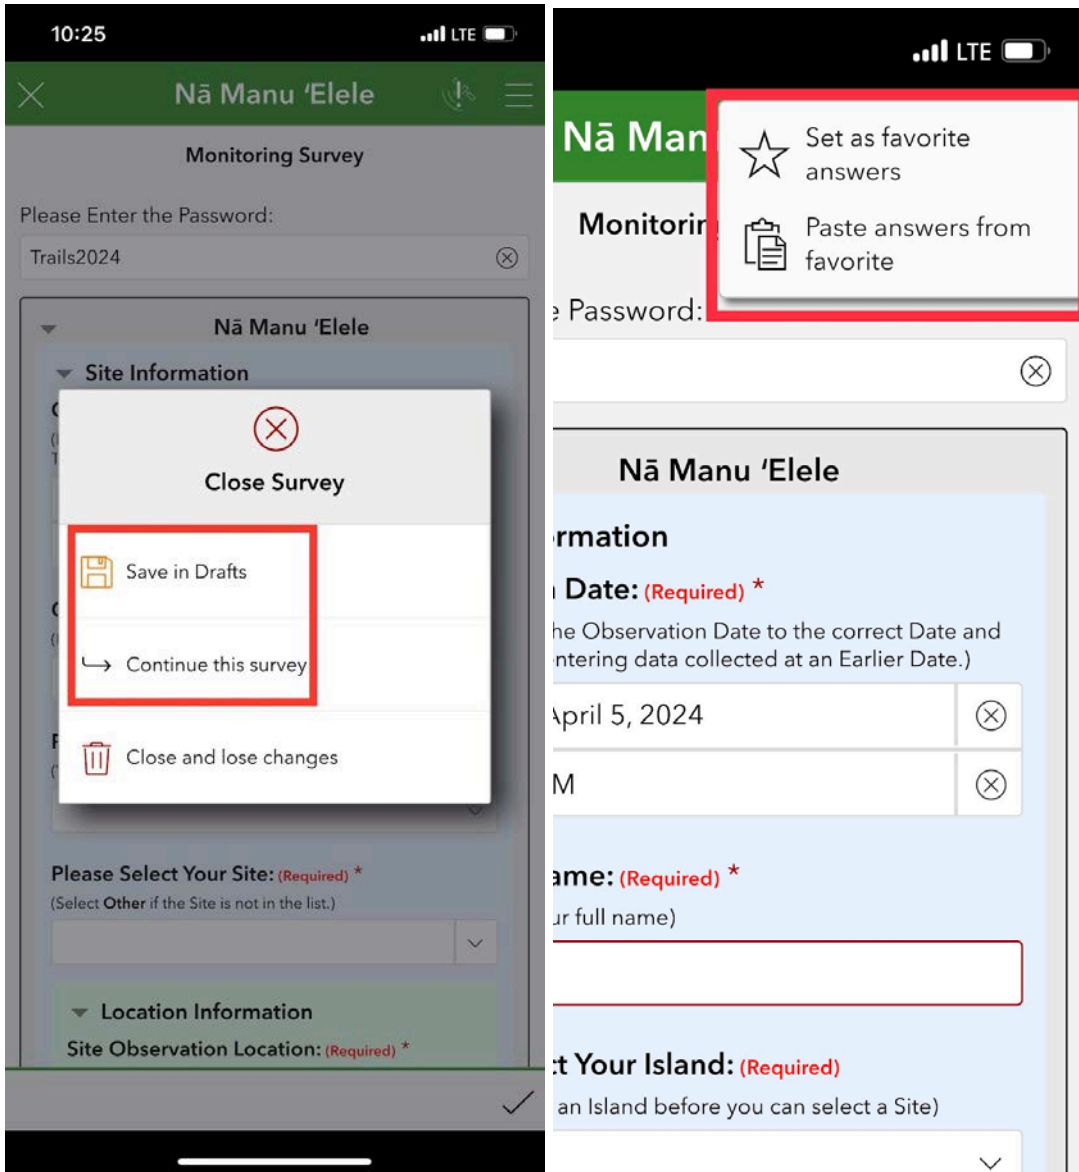 10:25
LTE
Nā Manu ‘Elele
Monitoring Survey
Please Enter the Password:
Trails2024
Nā Manu ‘Elele
Site Information
Close Survey
Save in Drafts
Continue this survey
Close and lose changes
Please Select Your Site: (Required) *
(Select Other if the Site is not in the list.)
Location Information
Site Observation Location: (Required) *
LTE
Nā Man
Set as favorite
answers
Paste answers from
favorite
Monitorin
Password:
Nā Manu ‘Elele
rmation
Date: (Required) *
he Observation Date to the correct Date and
ntering data collected at an Earlier Date.)
April 5, 2024
M
ame: (Required) *
ur full name)
ct Your Island: (Required)
an Island before you can select a Site)